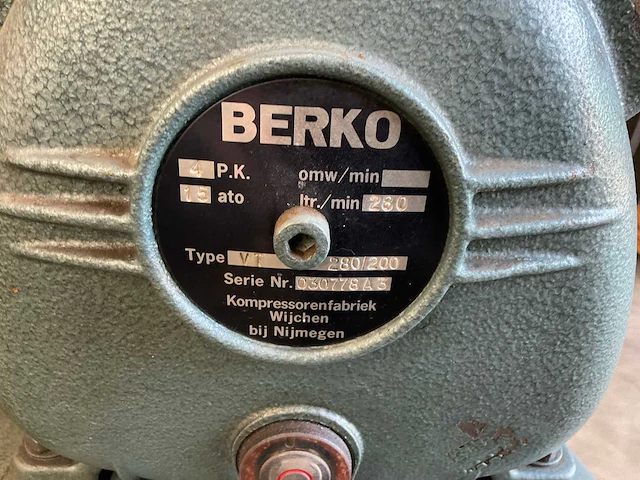 BERKO
4 P.K. omw/min
15 ato ltr./min 280
Type V1 280/200
Serie Nr. 030778A5
Kompressorenfabriek
Wijchen
bij Nijmegen